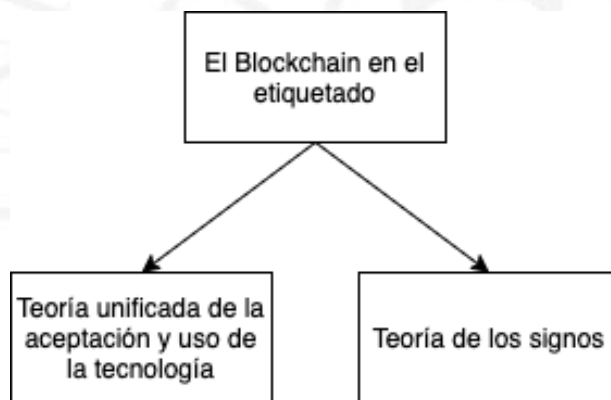 El Blockchain en el
etiquetado
Teoría unificada de la
aceptación y uso de
la tecnología
Teoría de los signos